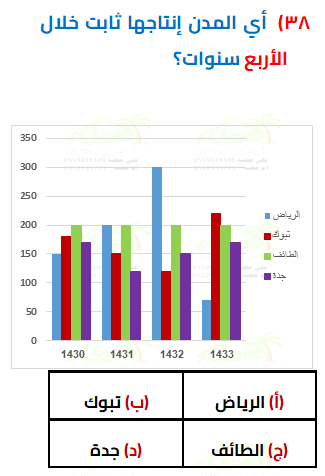 ٣٨) أي المدن إنتاجها ثابت خلال
الأربع سنوات؟
350
300
250
200
150
100
50
0
1430 1431 1432 1433
الرياض
تبوك
الطائف
جدة
(أ) الرياض (ب) تبوك
(ج) الطائف (د) جدة